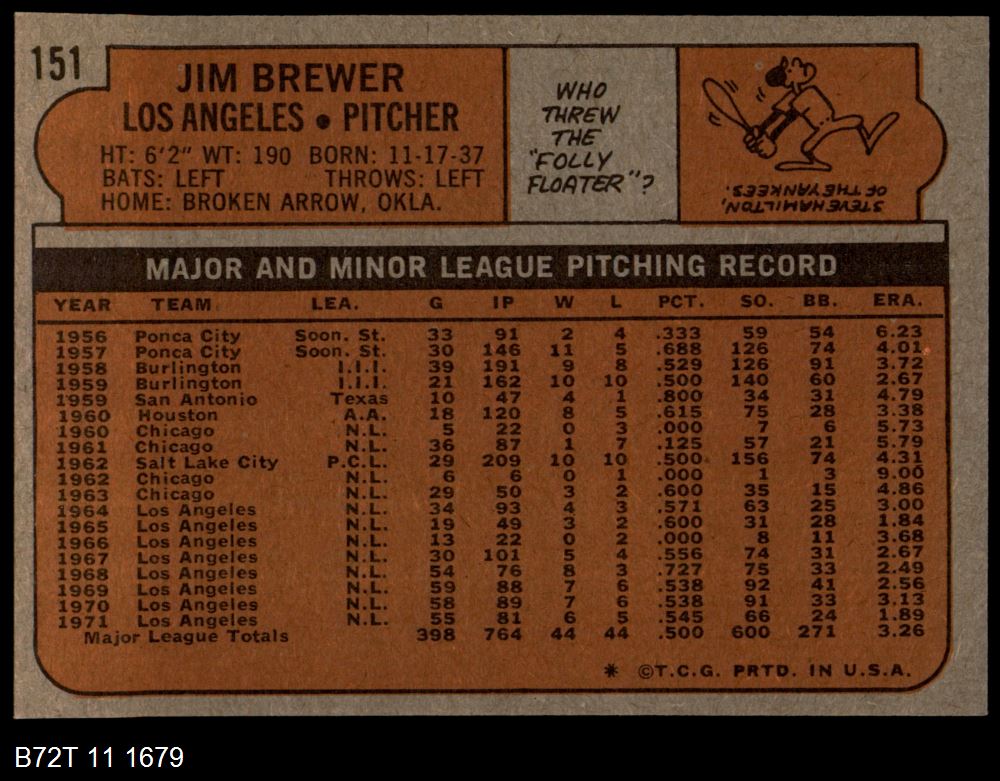 151
JIM BREWER
LOS ANGELES • PITCHER
HT: 6'2" WT: 190 BORN: 11-17-37
BATS: LEFT THROWS: LEFT
HOME: BROKEN ARROW, OKLA.
WHO
THREW
THE
"FOLLY
FLOATER"?
STEVE HAMILTON,
OF THE YANKEES.
MAJOR AND MINOR LEAGUE PITCHING RECORD
YEAR TEAM LEA. G IP W L PCT. SO. BB. ERA.
1956 Ponca City Soon. St. 33 91 2 4 .333 59 54 6.23
1957 Ponca City Soon. St. 30 146 11 5 .688 126 74 4.01
1958 Burlington I.I.I. 39 191 9 8 .529 126 91 3.72
1959 Burlington I.I.I. 21 162 10 10 .500 140 60 2.67
1959 San Antonio Texas 10 47 4 1 .800 34 31 4.79
1960 Houston A.A. 18 120 8 5 .615 75 28 3.38
1960 Chicago N.L. 5 22 0 3 .000 7 6 5.73
1961 Chicago N.L. 36 87 1 7 .125 57 21 5.79
1962 Salt Lake City P.C.L. 29 209 10 10 .500 156 74 4.31
1962 Chicago N.L. 6 6 0 1 .000 1 3 9.00
1963 Chicago N.L. 29 50 3 2 .600 35 15 4.86
1964 Los Angeles N.L. 34 93 4 3 .571 63 25 3.00
1965 Los Angeles N.L. 19 49 3 2 .600 31 28 1.84
1966 Los Angeles N.L. 13 22 0 2 .000 8 11 3.68
1967 Los Angeles N.L. 30 101 5 4 .556 74 31 2.67
1968 Los Angeles N.L. 54 76 8 3 .727 75 33 2.49
1969 Los Angeles N.L. 59 88 7 6 .538 92 41 2.56
1970 Los Angeles N.L. 58 89 7 6 .538 91 33 3.13
1971 Los Angeles N.L. 55 81 6 5 .545 66 24 1.89
Major League Totals 398 764 44 44 .500 600 271 3.26
* ©T.C.G. PRTD. IN U.S.A.
B72T 11 1679